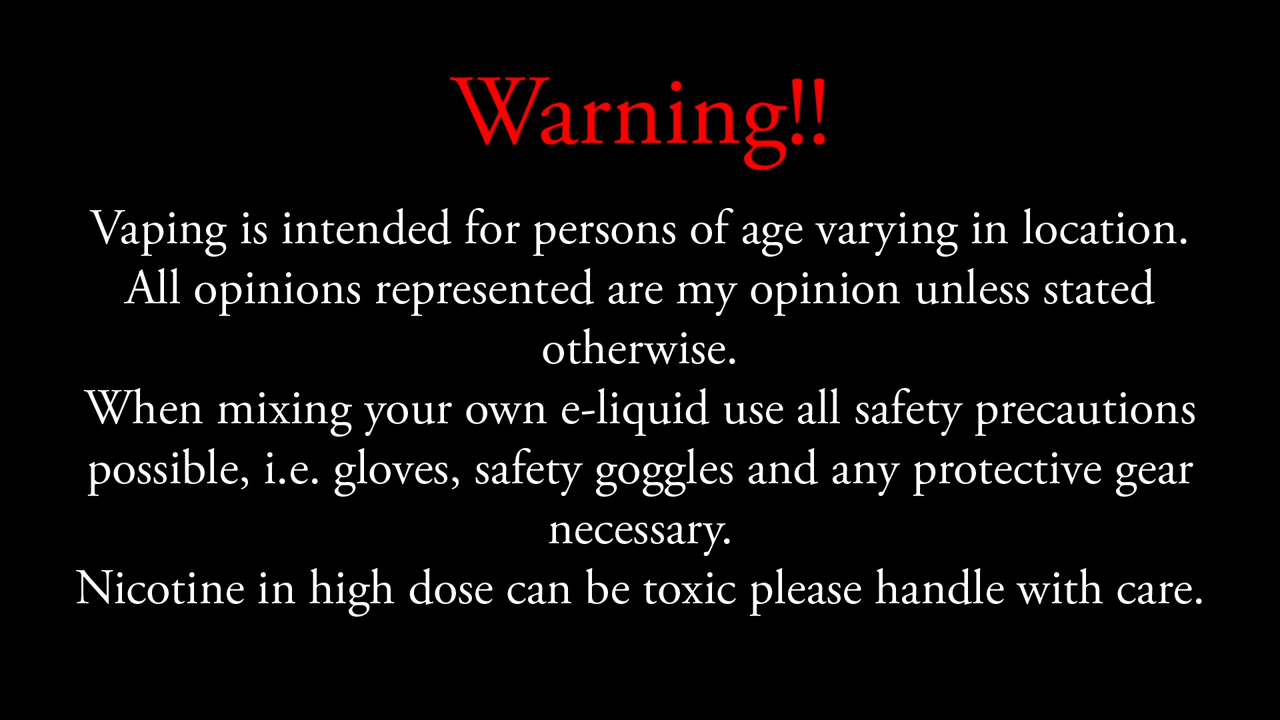 Warning!!
Vaping is intended for persons of age varying in location.
All opinions represented are my opinion unless stated
otherwise.
When mixing your own e-liquid use all safety precautions
possible, i.e. gloves, safety goggles and any protective gear
necessary.
Nicotine in high dose can be toxic please handle with care.